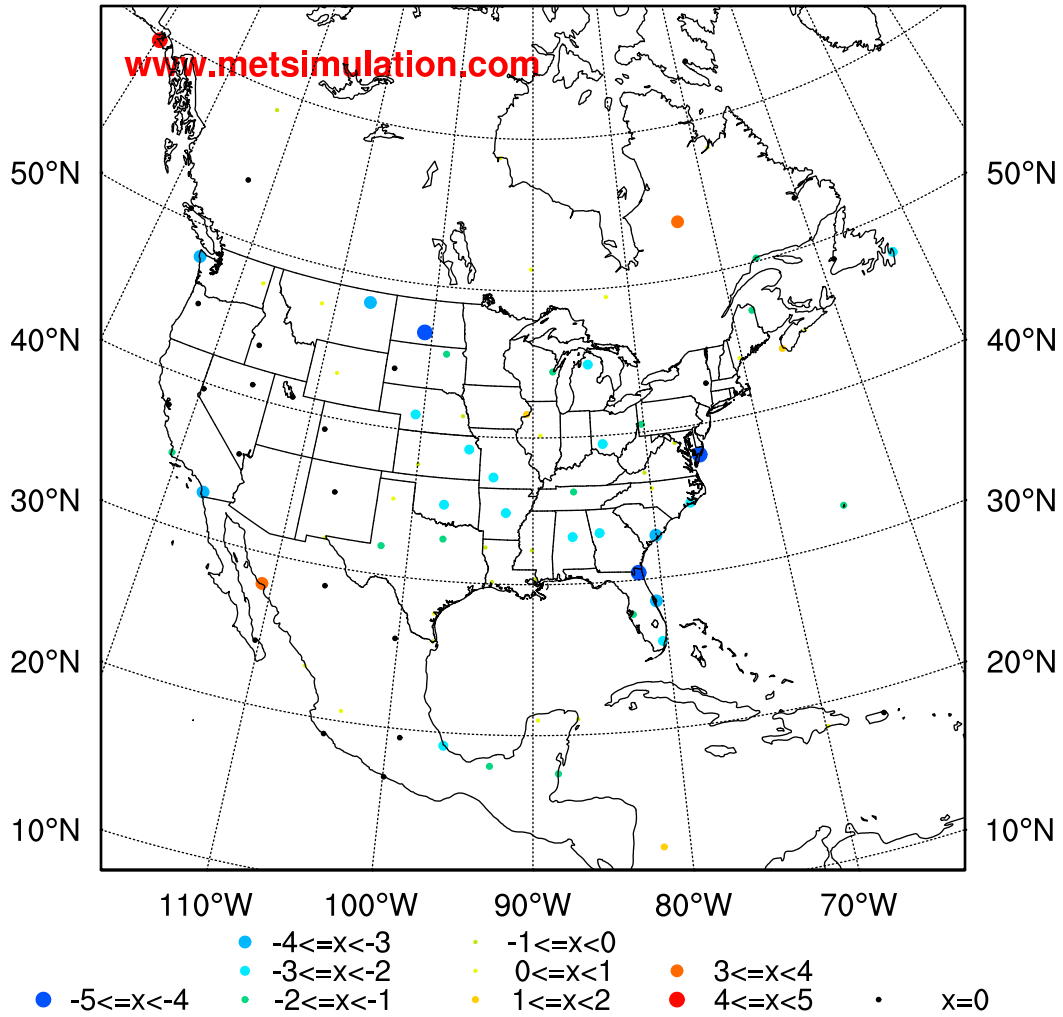 www.metsimulation.com
50°N 50°N
40°N 40°N
30°N 30°N
20°N 20°N
10°N 10°N
110°W 100°W 90°W 80°W 70°W
-4<=x<-3 -1<=x<0
-3<=x<-2 0<=x<1 3<=x<4
-5<=x<-4 -2<=x<-1 1<=x<2 4<=x<5 x=0